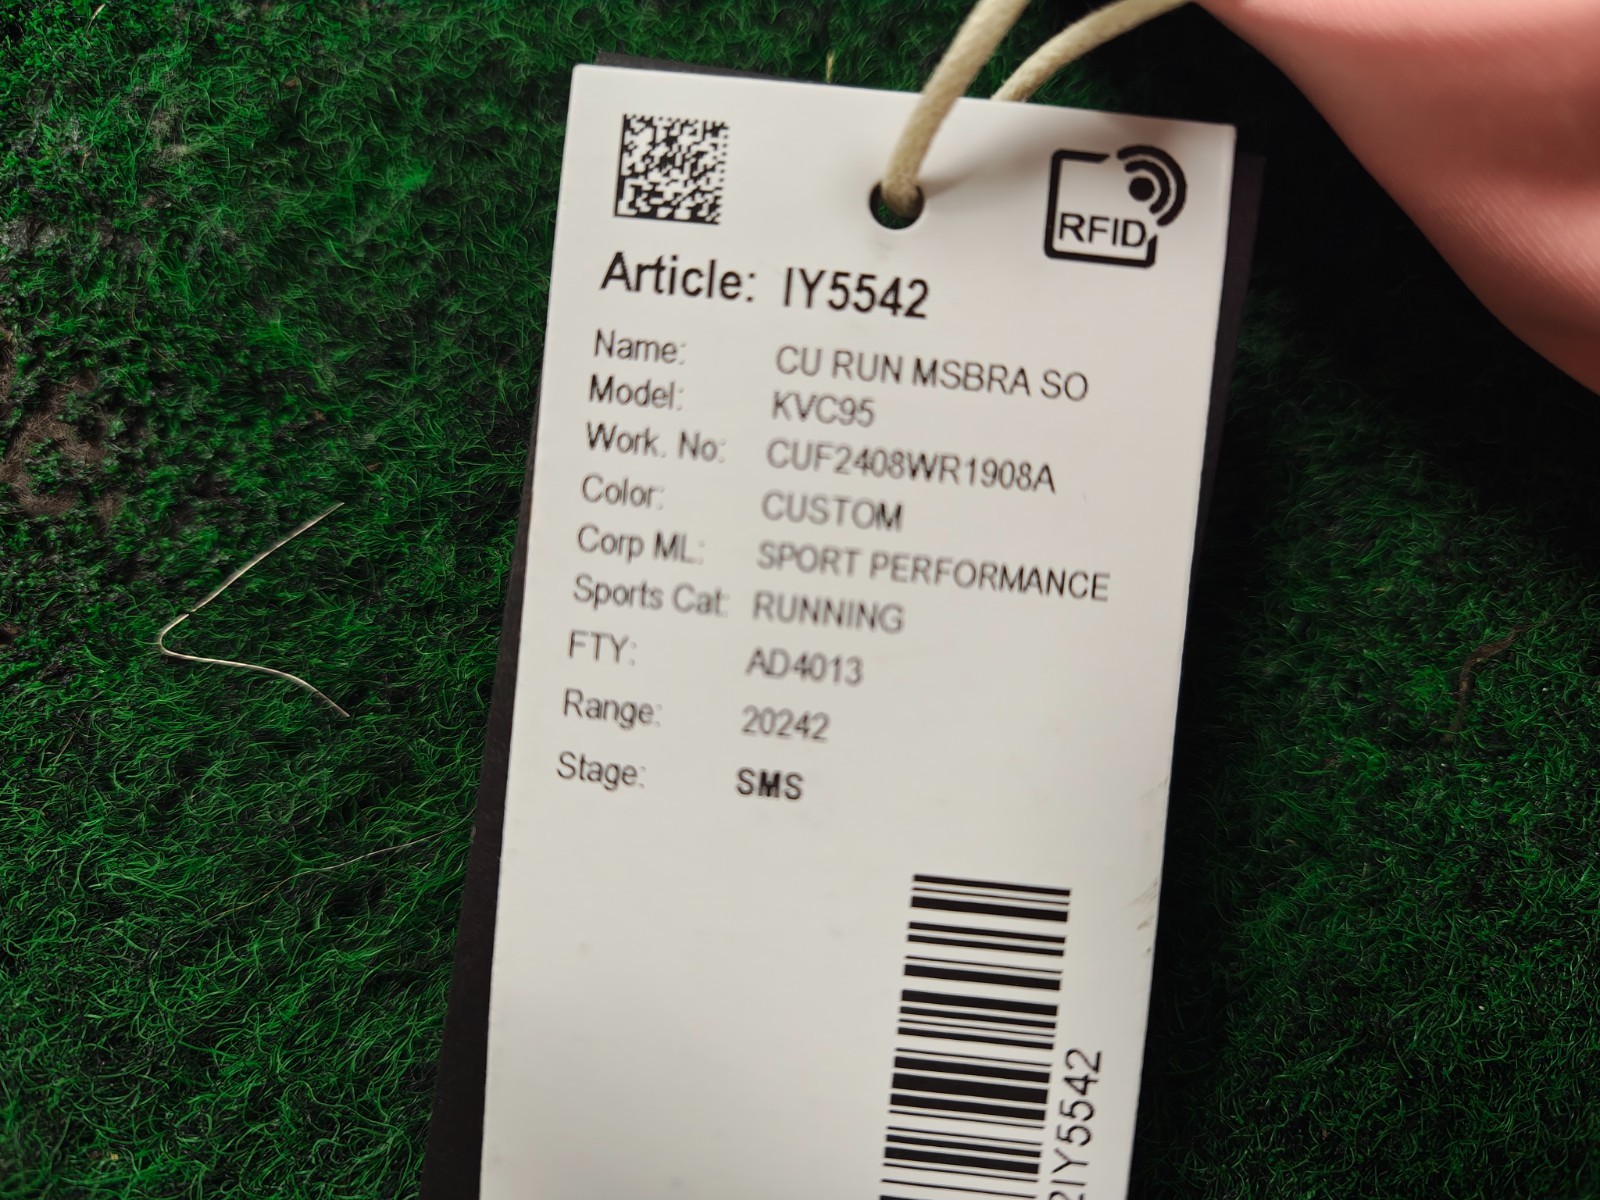 RFID
Article: IY5542
Name: CU RUN MSBRA SO
Model: KVC95
Work. No: CUF2408WR1908A
Color: CUSTOM
Corp ML: SPORT PERFORMANCE
Sports Cat: RUNNING
FTY: AD4013
Range: 20242
Stage: SMS
2IY5542